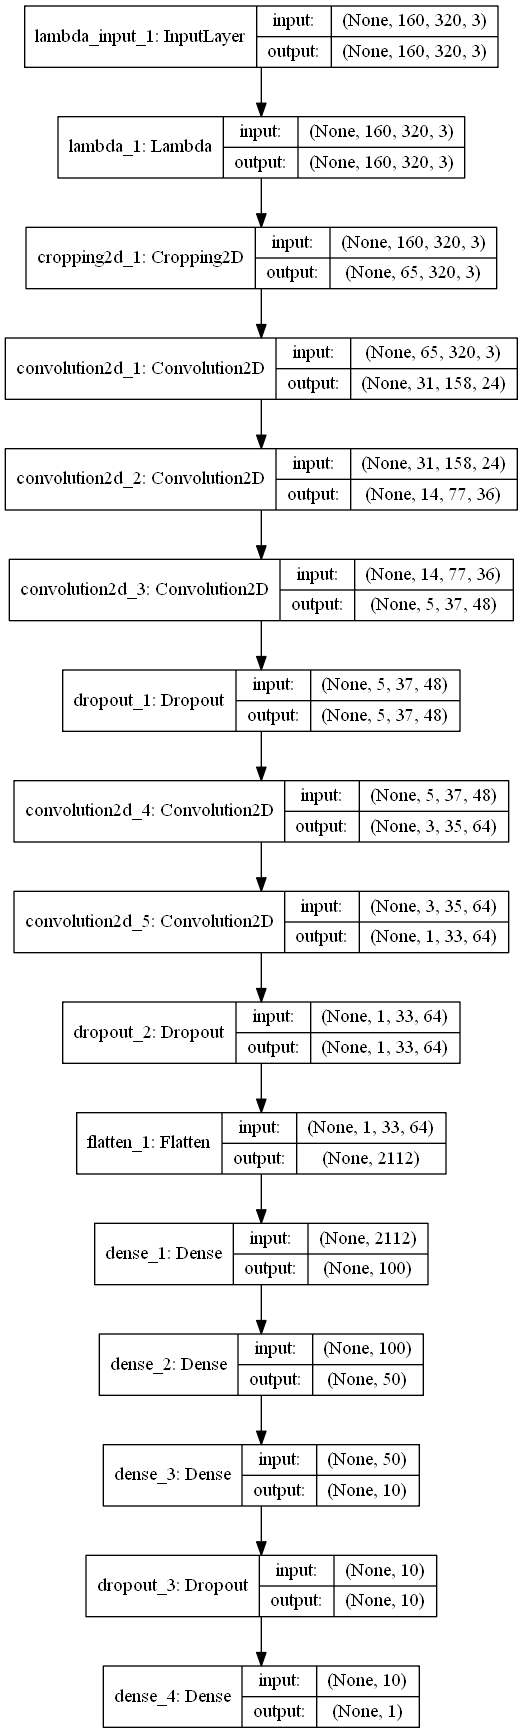 lambda_input_1: InputLayer
input: (None, 160, 320, 3)
output: (None, 160, 320, 3)
lambda_1: Lambda
input: (None, 160, 320, 3)
output: (None, 160, 320, 3)
cropping2d_1: Cropping2D
input: (None, 160, 320, 3)
output: (None, 65, 320, 3)
convolution2d_1: Convolution2D
input: (None, 65, 320, 3)
output: (None, 31, 158, 24)
convolution2d_2: Convolution2D
input: (None, 31, 158, 24)
output: (None, 14, 77, 36)
convolution2d_3: Convolution2D
input: (None, 14, 77, 36)
output: (None, 5, 37, 48)
dropout_1: Dropout
input: (None, 5, 37, 48)
output: (None, 5, 37, 48)
convolution2d_4: Convolution2D
input: (None, 5, 37, 48)
output: (None, 3, 35, 64)
convolution2d_5: Convolution2D
input: (None, 3, 35, 64)
output: (None, 1, 33, 64)
dropout_2: Dropout
input: (None, 1, 33, 64)
output: (None, 1, 33, 64)
flatten_1: Flatten
input: (None, 1, 33, 64)
output: (None, 2112)
dense_1: Dense
input: (None, 2112)
output: (None, 100)
dense_2: Dense
input: (None, 100)
output: (None, 50)
dense_3: Dense
input: (None, 50)
output: (None, 10)
dropout_3: Dropout
input: (None, 10)
output: (None, 10)
dense_4: Dense
input: (None, 10)
output: (None, 1)